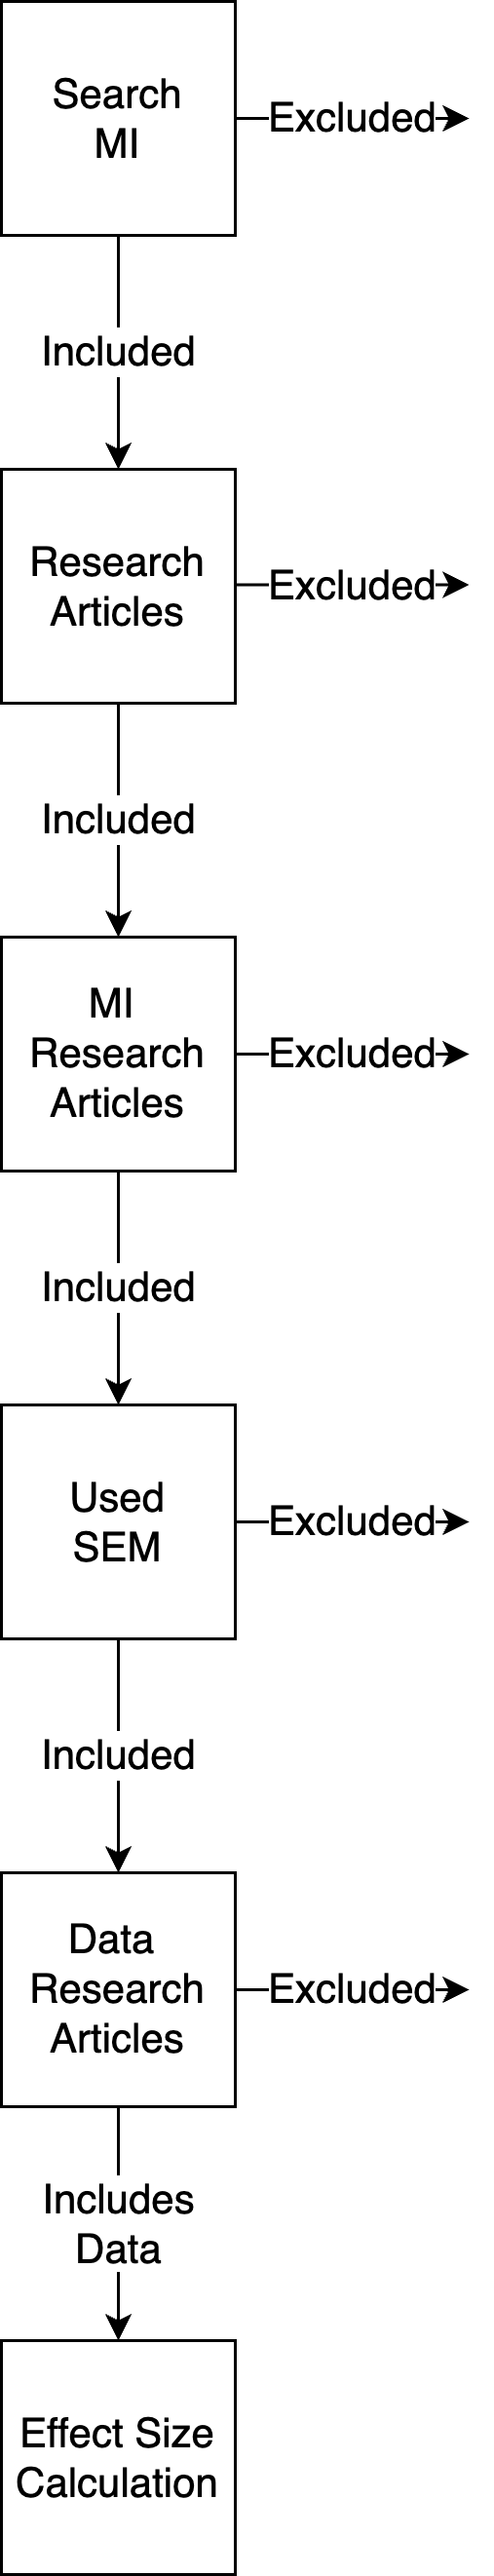 Search
MI
Excluded
Included
Research
Articles
Excluded
Included
MI
Research
Articles
Excluded
Included
Used
SEM
Excluded
Included
Data
Research
Articles
Excluded
Includes
Data
Effect Size
Calculation